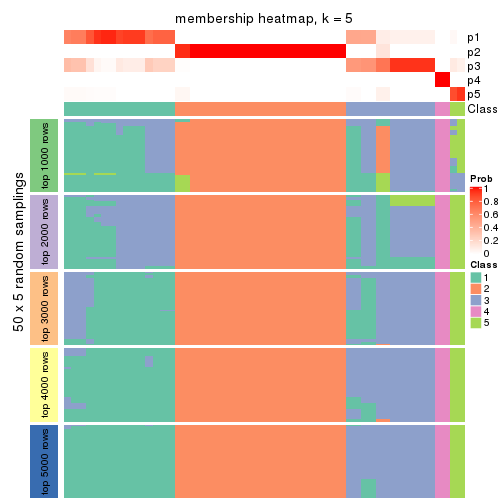 membership heatmap, k = 5
p1
p2
p3
p4
p5
Class
50 x 5 random samplings
top 1000 rows
top 2000 rows
top 3000 rows
top 4000 rows
top 5000 rows
Prob
1
0.8
0.6
0.4
0.2
0
Class
1
2
3
4
5